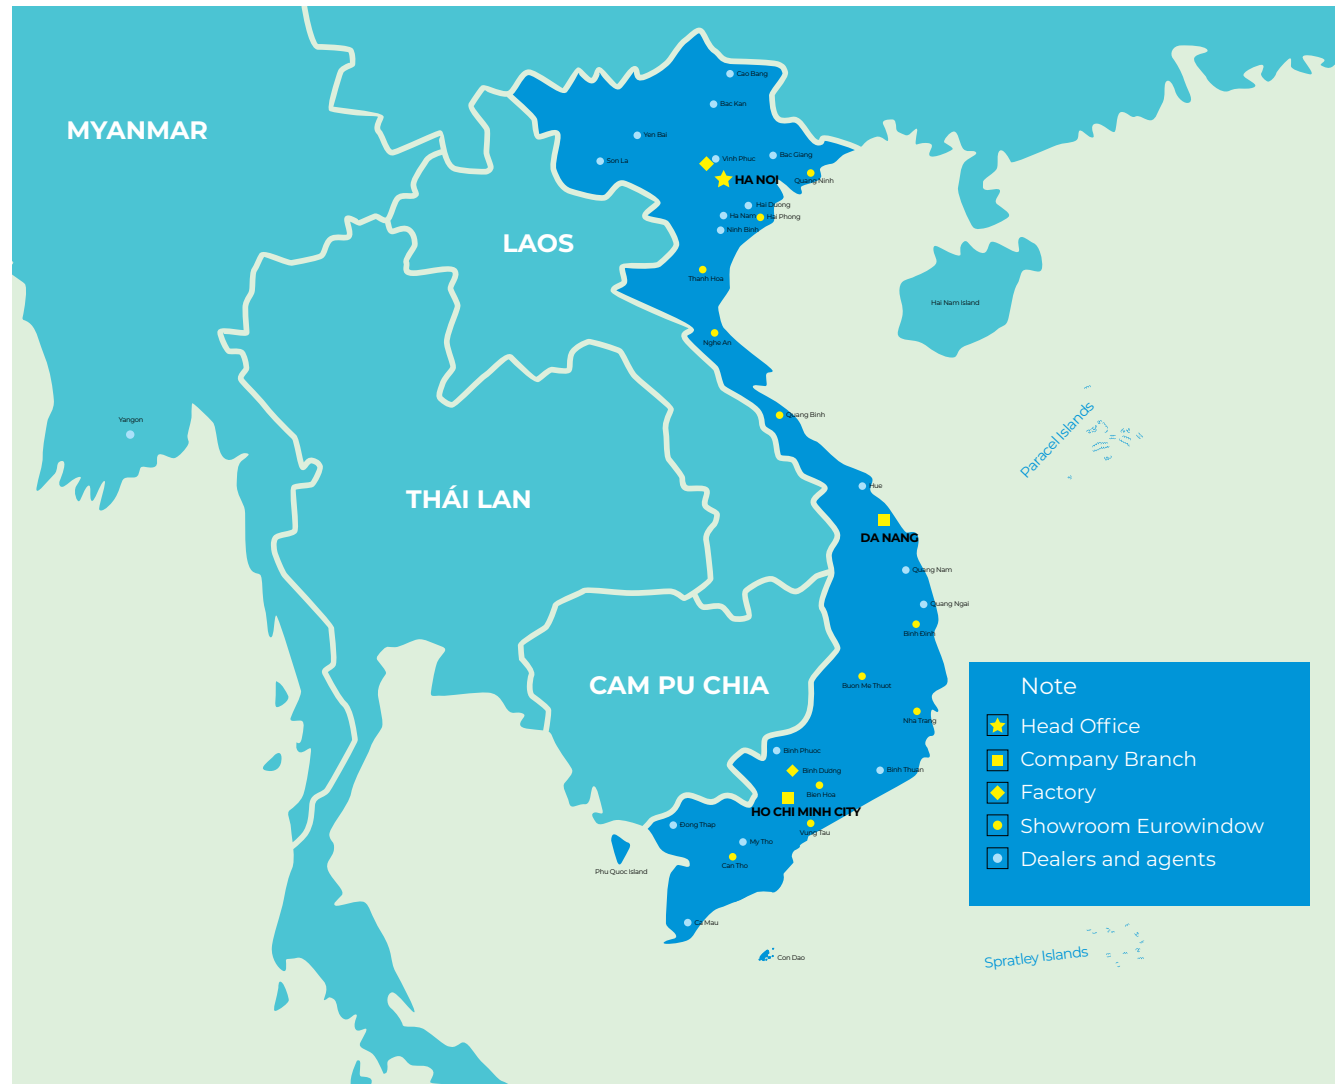 Cao Bang
Bac Kan
MYANMAR
Yen Bai
Son La
Vinh Phuc
Bac Giang
HA NOI
Quang Ninh
Hai Duong
Ha Nam
Hai Phong
Ninh Binh
LAOS
Thanh Hoa
Hai Nam Island
Nghe An
Quang Binh
Yangon
Paracel Islands
Hue
THÁI LAN
DA NANG
Quang Nam
Quang Ngai
Binh Đinh
CAM PU CHIA
Buon Me Thuot
Nha Trang
Note
Head Office
Company Branch
Factory
Showroom Eurowindow
Dealers and agents
Binh Phuoc
Binh Dương
Binh Thuan
Bien Hoa
HO CHI MINH CITY
Đong Thap
Vung Tau
My Tho
Can Tho
Phu Quoc Island
Ca Mau
Con Dao
Spratley Islands